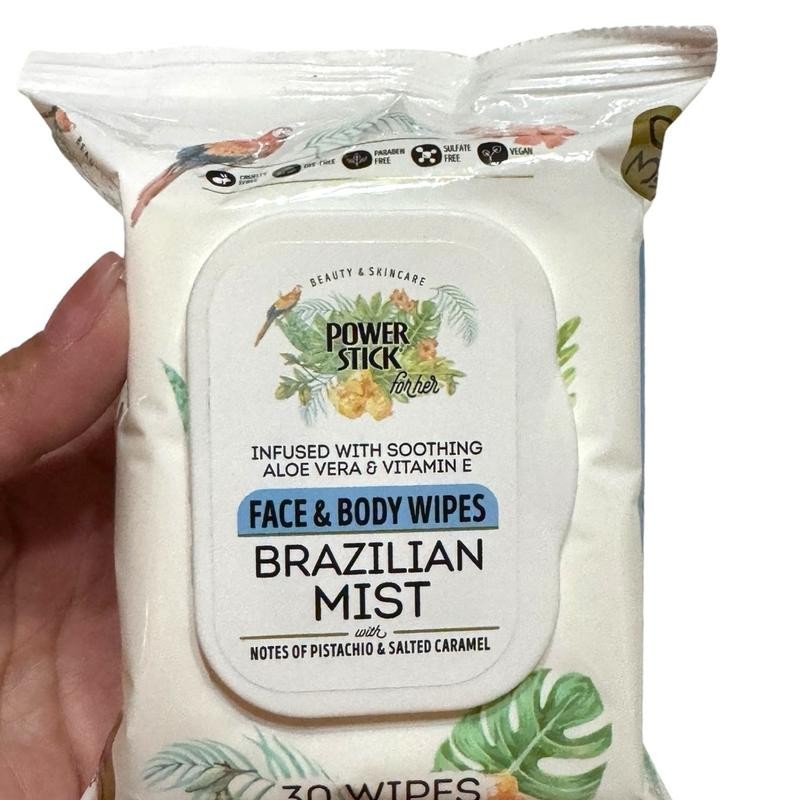 CRUELTY FREE
DYE-FREE
PARABEN FREE
SULFATE FREE
VEGAN
BEAUTY & SKINCARE
POWER
STICK
for her
INFUSED WITH SOOTHING
ALOE VERA & VITAMIN E
FACE & BODY WIPES
BRAZILIAN
MIST
with
NOTES OF PISTACHIO & SALTED CARAMEL
30 WIPES